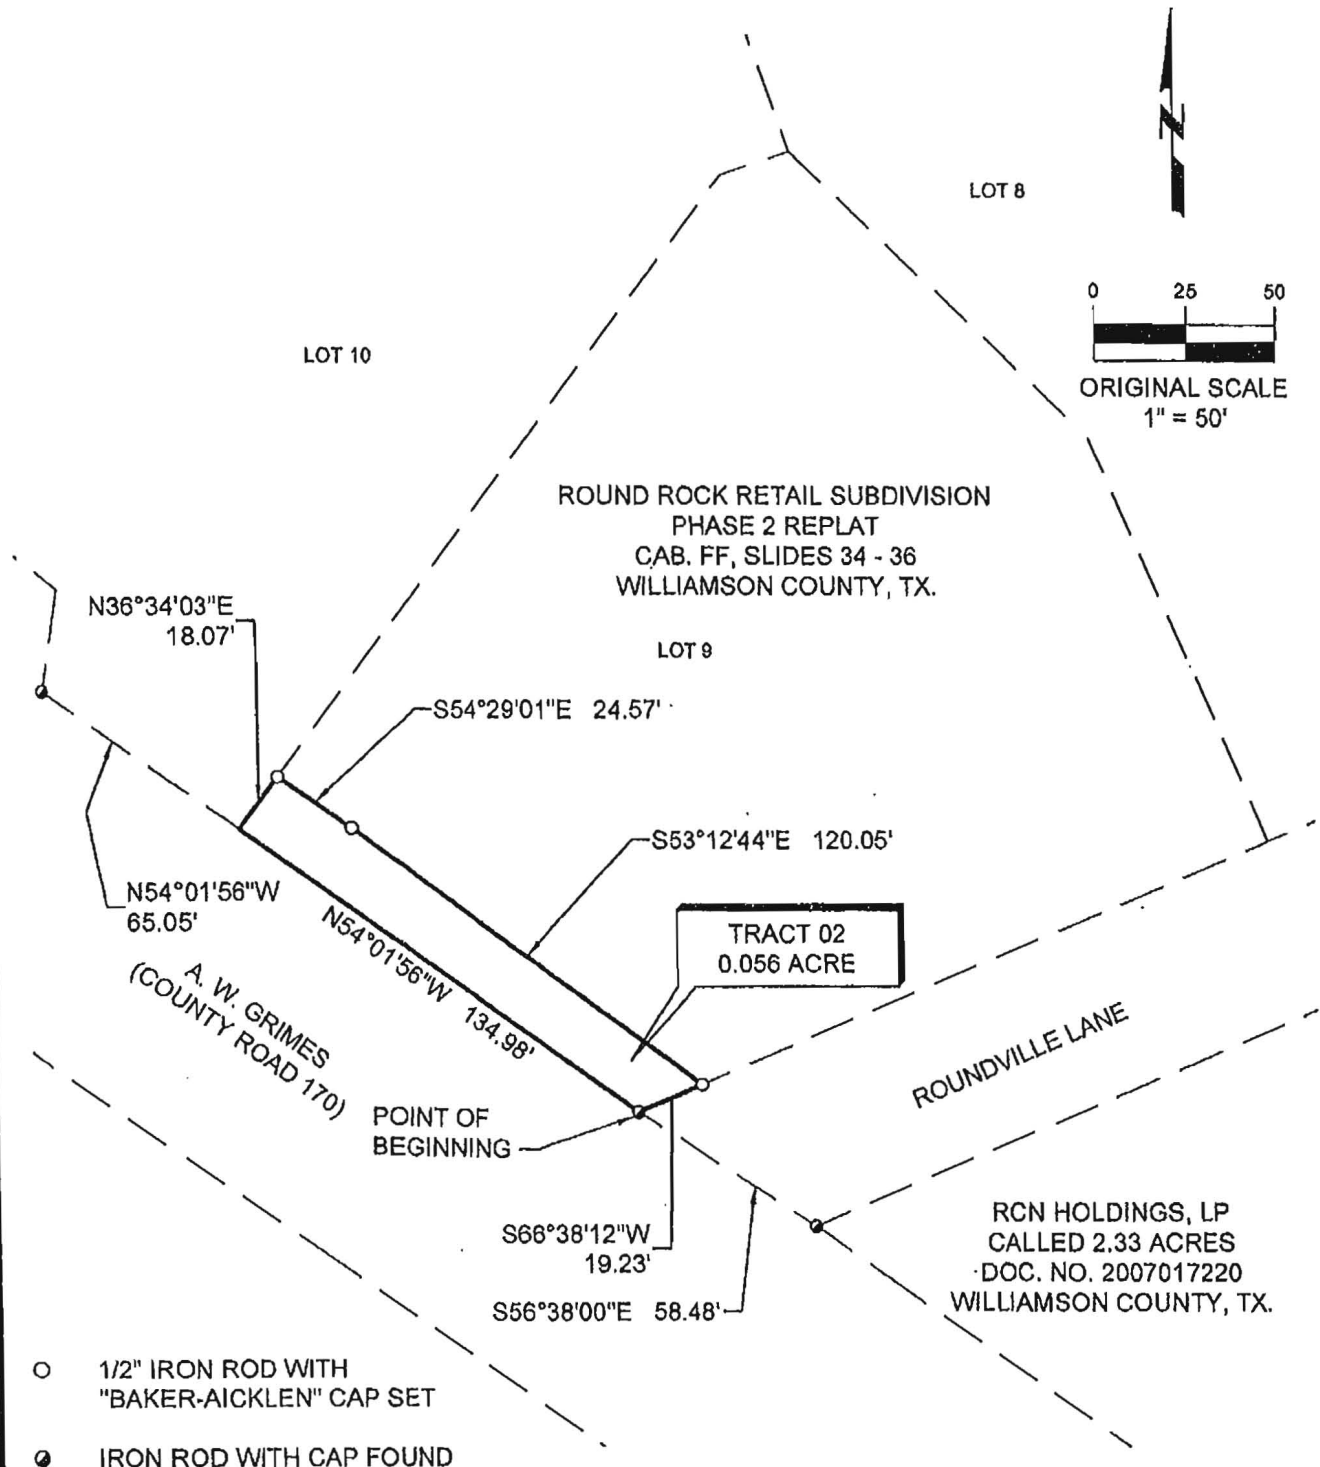 N
LOT 8
0 25 50
ORIGINAL SCALE
1" = 50'
LOT 10
ROUND ROCK RETAIL SUBDIVISION
PHASE 2 REPLAT
CAB. FF, SLIDES 34 - 36
WILLIAMSON COUNTY, TX.
LOT 9
N36°34'03"E
18.07'
S54°29'01"E 24.57'
S53°12'44"E 120.05'
N54°01'56"W
65.05'
N54°01'56"W 134.98'
TRACT 02
0.056 ACRE
A. W. GRIMES
(COUNTY ROAD 170)
ROUNDVILLE LANE
POINT OF
BEGINNING
S66°38'12"W
19.23'
S56°38'00"E 58.48'
RCN HOLDINGS, LP
CALLED 2.33 ACRES
DOC. NO. 2007017220
WILLIAMSON COUNTY, TX.
1/2" IRON ROD WITH
"BAKER-AICKLEN" CAP SET
IRON ROD WITH CAP FOUND